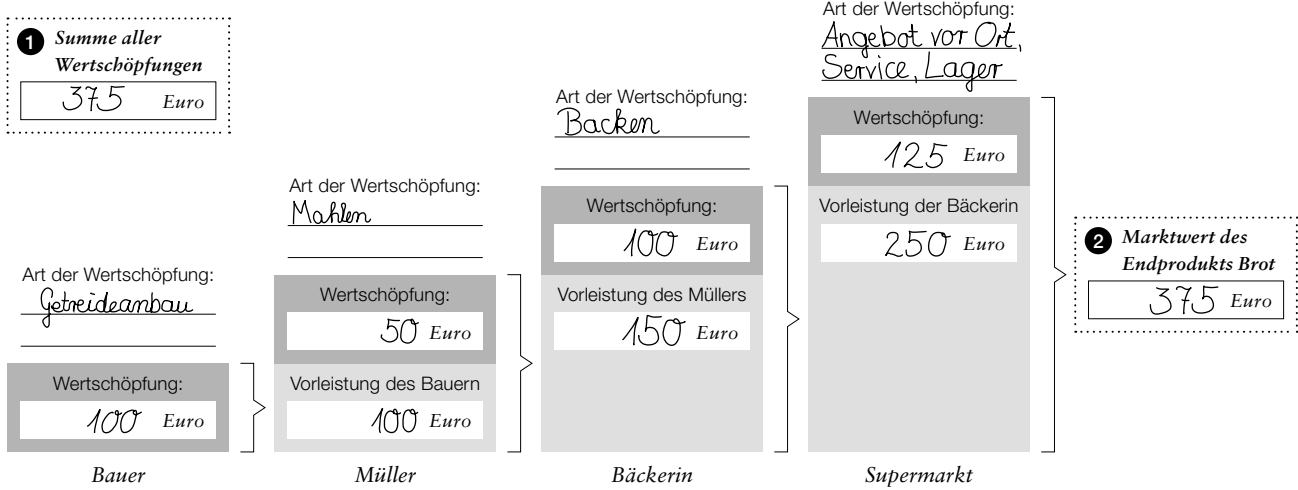 1 Summe aller
Wertschöpfungen
375 Euro
Art der Wertschöpfung:
Getreideanbau
Wertschöpfung:
100 Euro
Bauer
Art der Wertschöpfung:
Mahlen
Wertschöpfung:
50 Euro
Vorleistung des Bauern
100 Euro
Müller
Art der Wertschöpfung:
Backen
Wertschöpfung:
100 Euro
Vorleistung des Müllers
150 Euro
Bäckerin
Art der Wertschöpfung:
Angebot vor Ort,
Service, Lager
Wertschöpfung:
125 Euro
Vorleistung der Bäckerin
250 Euro
Supermarkt
2 Marktwert des
Endprodukts Brot
375 Euro